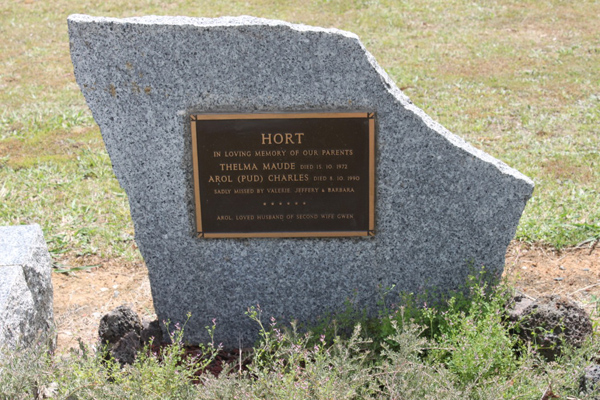 HORT
IN LOVING MEMORY OF OUR PARENTS
THELMA MAUDE DIED 15. 10. 1972
AROL (PUD) CHARLES DIED 8. 10. 1990
SADLY MISSED BY VALERIE JEFFERY & BARBARA
* * * * * *
AROL, LOVED HUSBAND OF SECOND WIFE GWEN